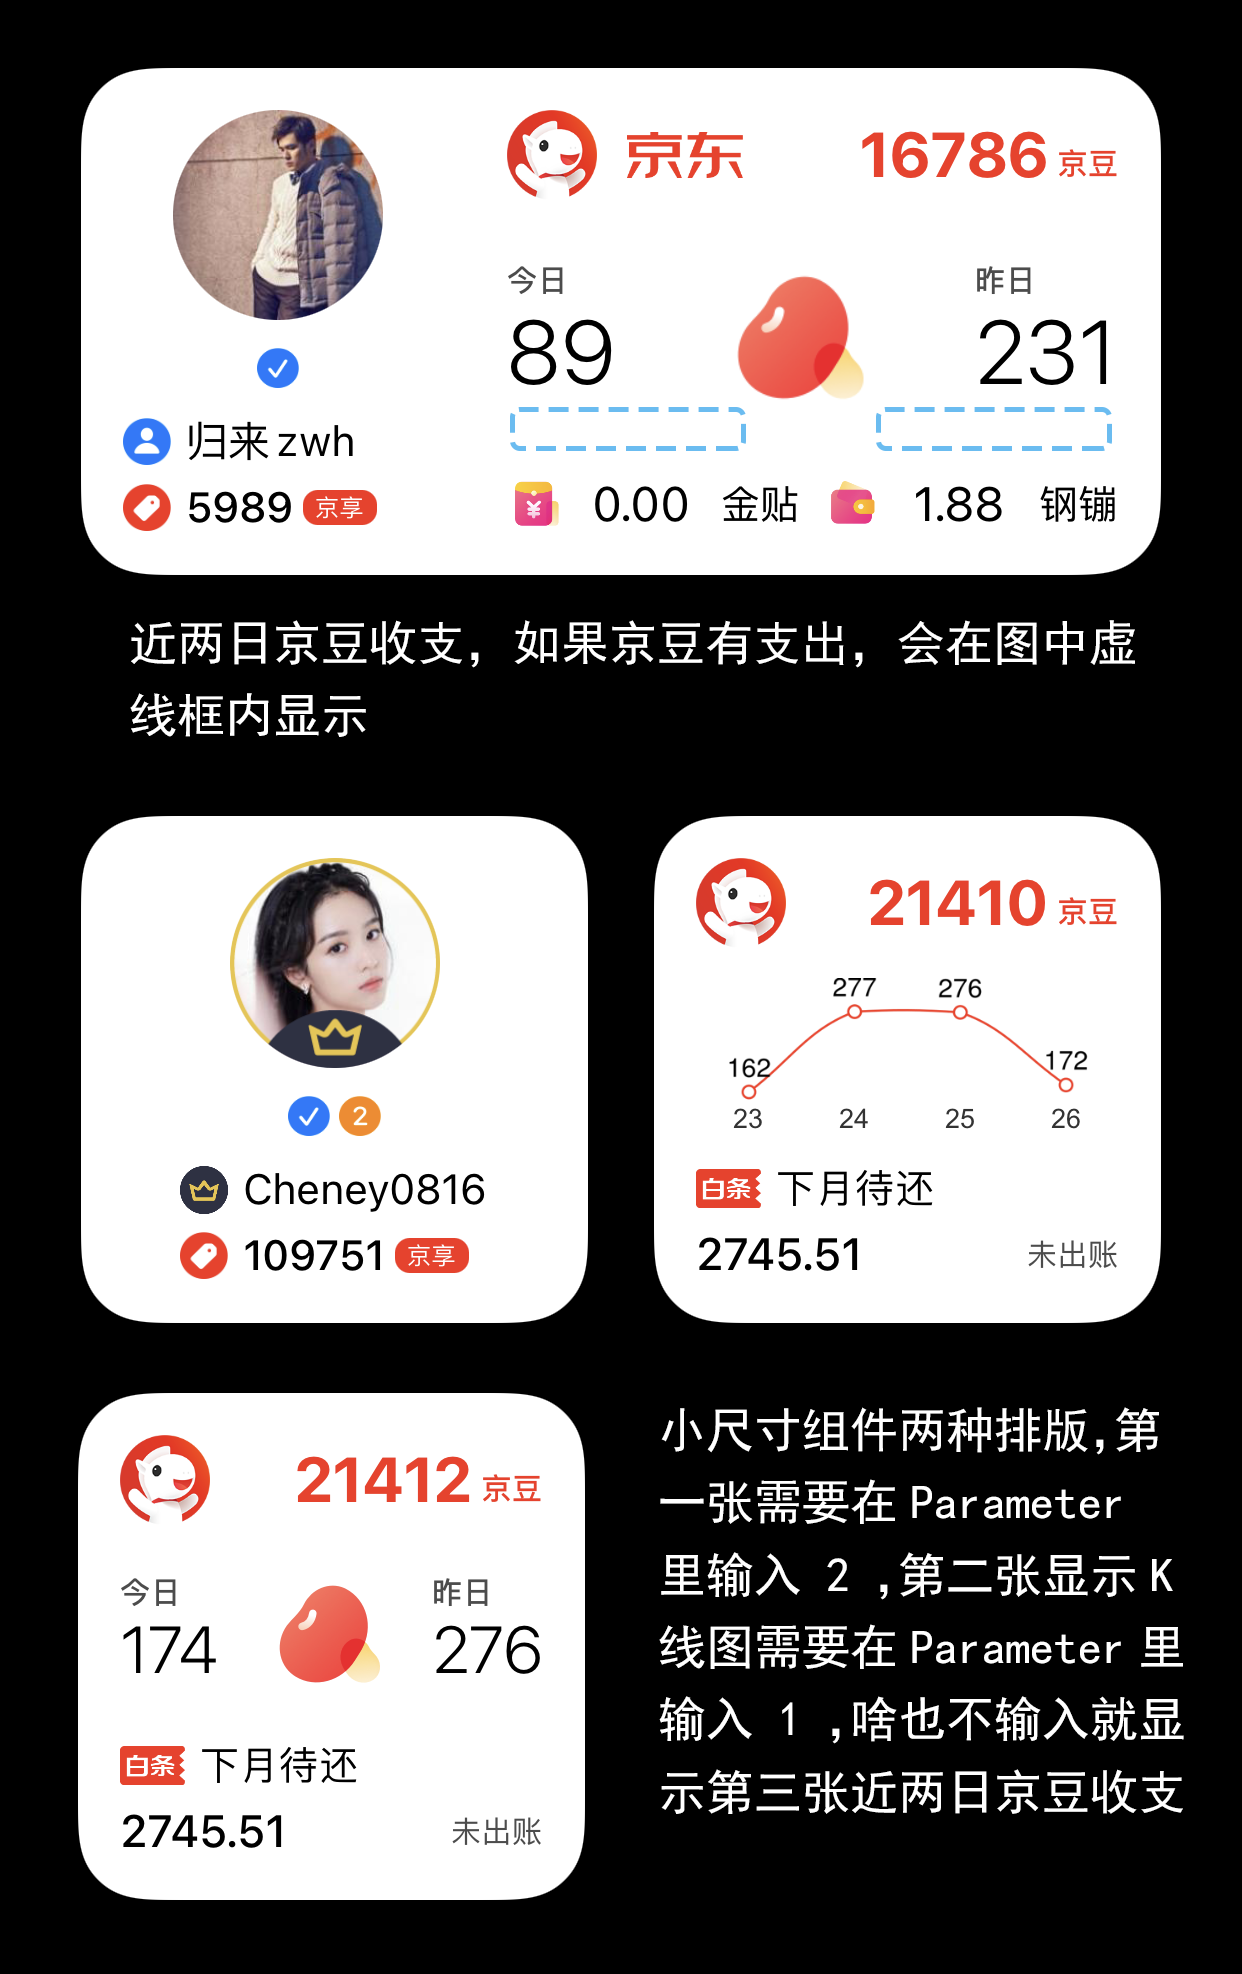 京东 16786 京豆
今日 昨日
89 231
归来zwh
5989 京享
¥ 0.00 金贴 1.88 钢镚
近两日京豆收支，如果京豆有支出，会在图中虚
线框内显示
2
Cheney0816
109751 京享
21410 京豆
277 276
162 172
23 24 25 26
白条 下月待还
2745.51 未出账
21412 京豆
今日 昨日
174 276
白条 下月待还
2745.51 未出账
小尺寸组件两种排版,第
一张需要在 Parameter
里输入 2 ,第二张显示 K
线图需要在 Parameter 里
输入 1 ,啥也不输入就显
示第三张近两日京豆收支